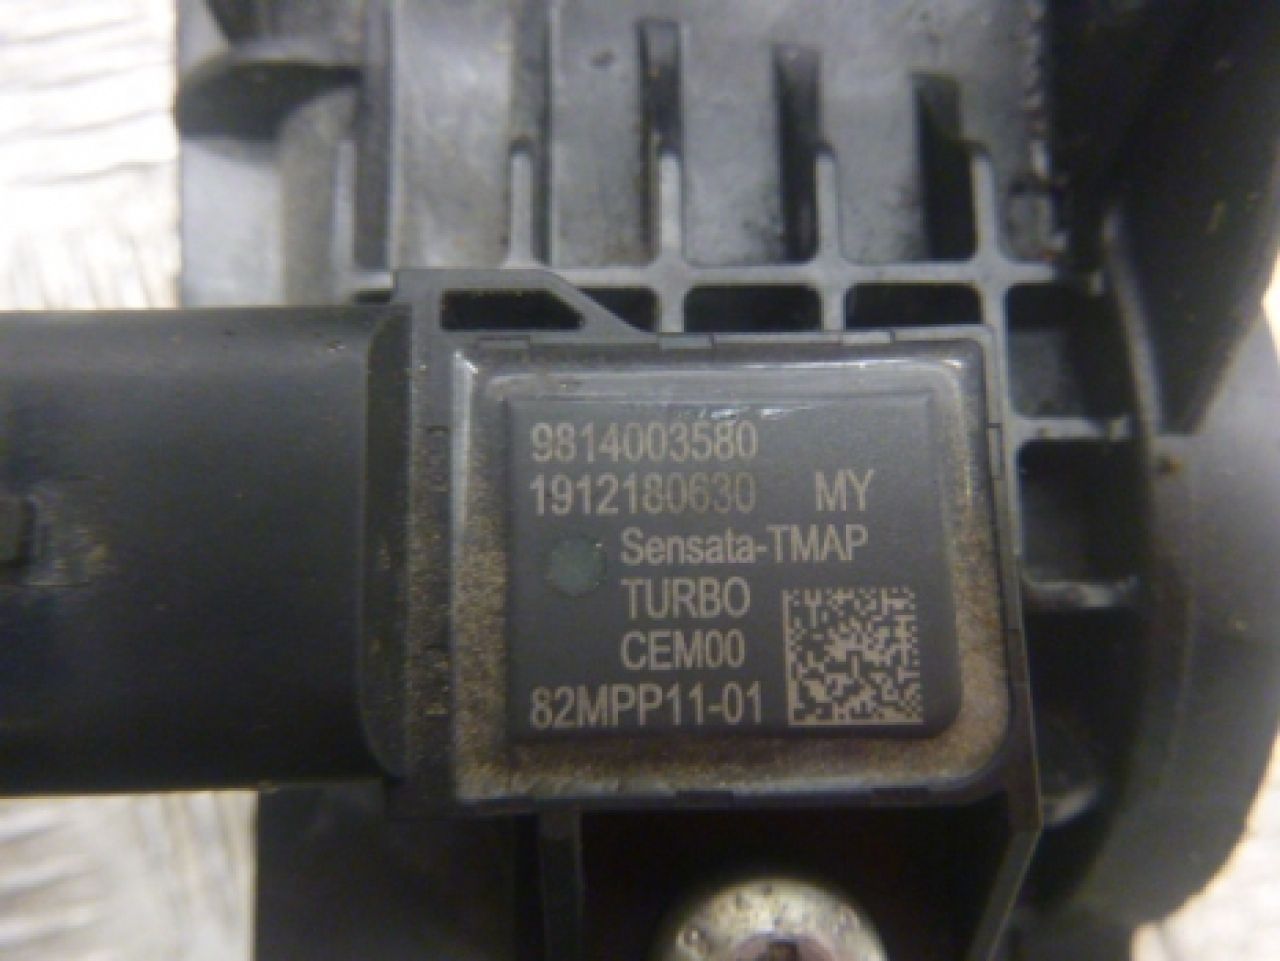 9814003580
1912180630 MY
Sensata-TMAP
TURBO
CEM00
82MPP11-01